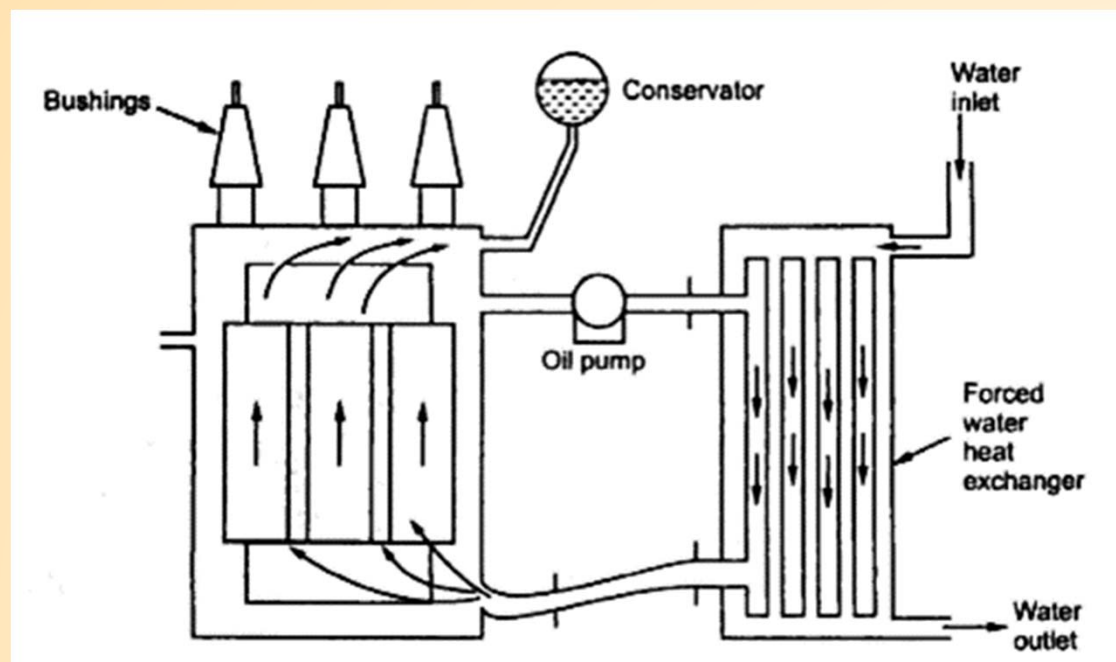 Bushings
Conservator
Water
inlet
Oil pump
Forced
water
heat
exchanger
Water
outlet